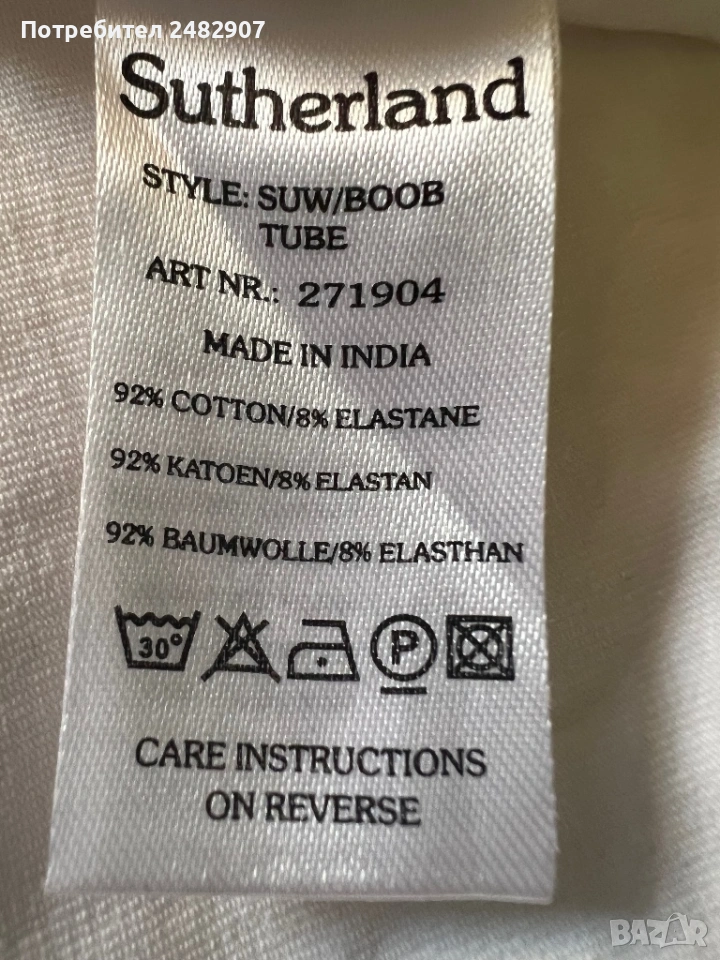 Потребител 2482907
Sutherland
STYLE: SUW/BOOB
TUBE
ART NR.: 271904
MADE IN INDIA
92% COTTON/8% ELASTANE
92% KATOEN/8% ELASTAN
92% BAUMWOLLE/8% ELASTHAN
30°
P
CARE INSTRUCTIONS
ON REVERSE
BAZAR